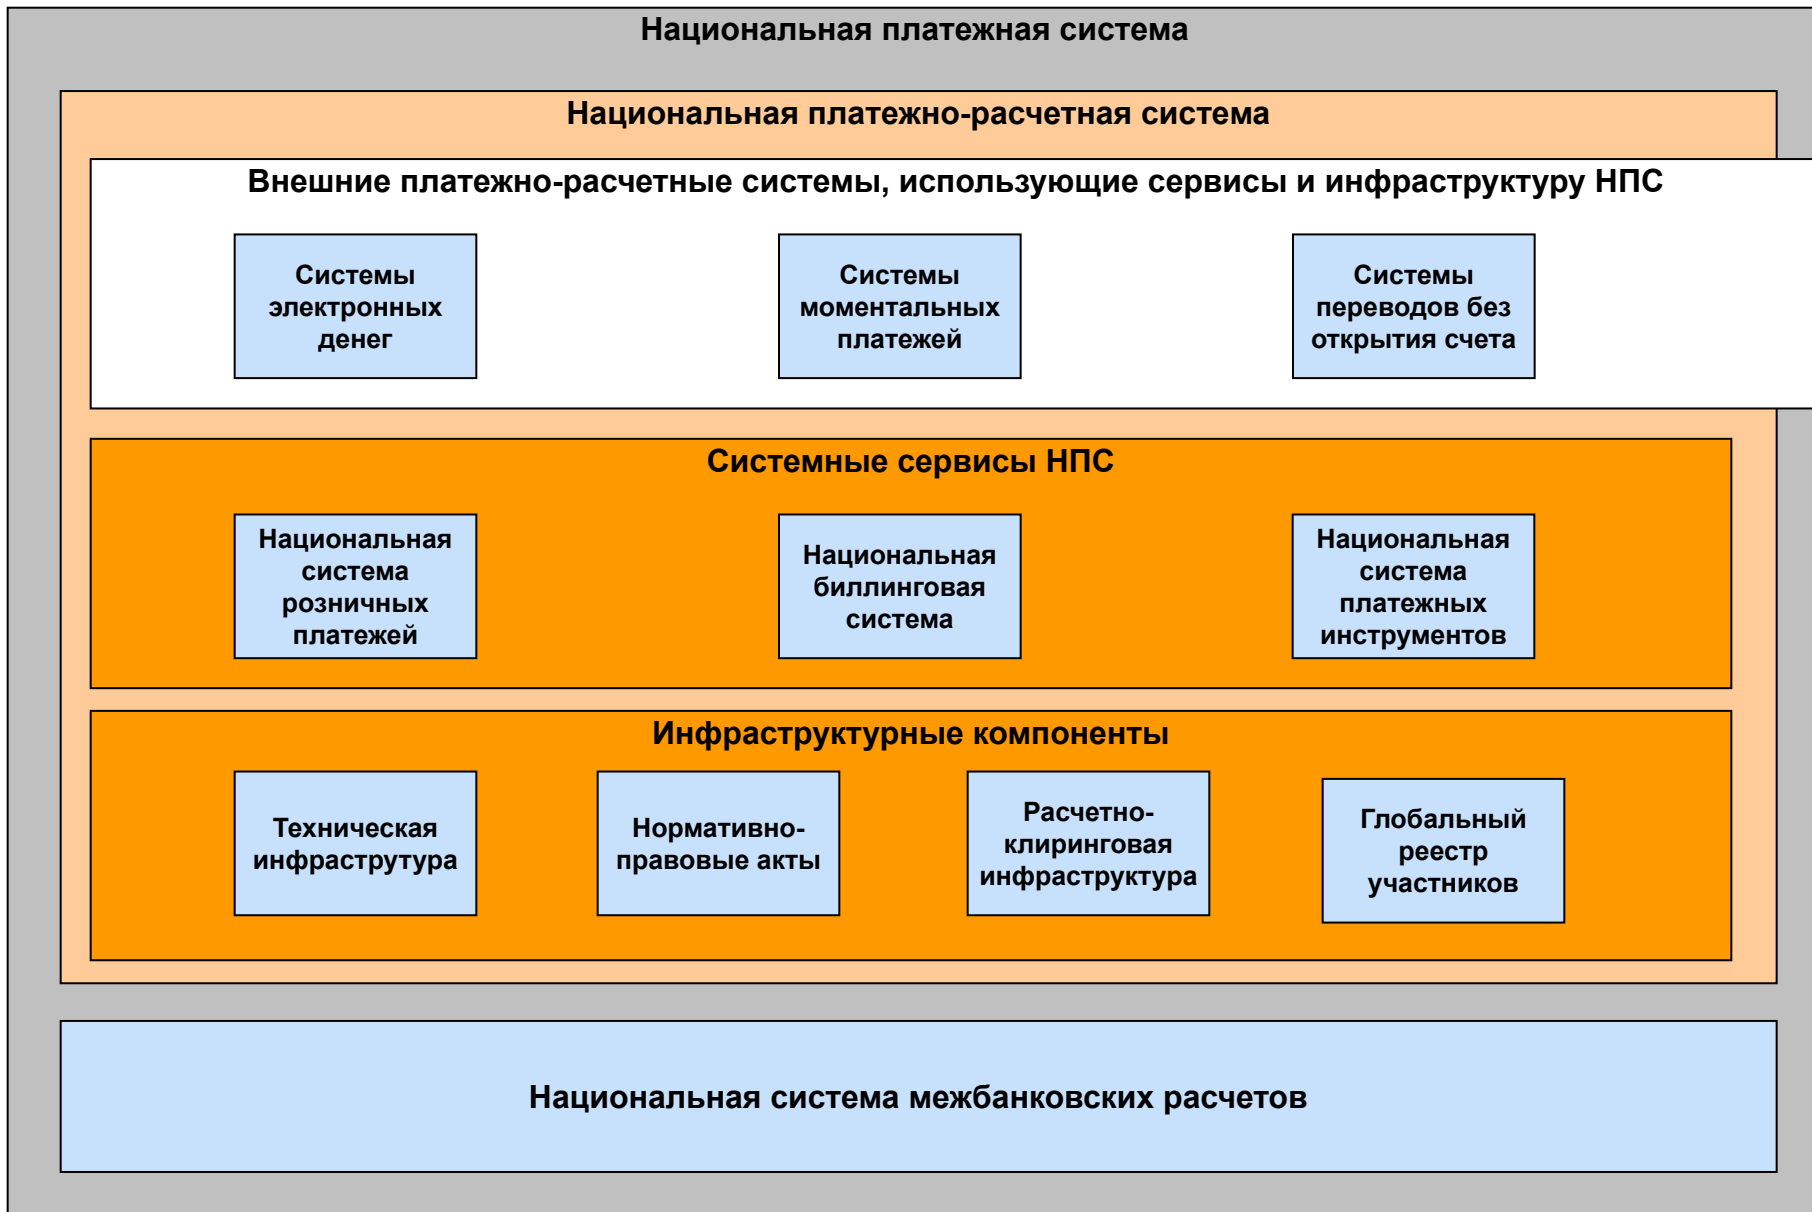 Национальная платежная система
Национальная платежно-расчетная система
Внешние платежно-расчетные системы, использующие сервисы и инфраструктуру НПС
Системы
электронных
денег
Системы
моментальных
платежей
Системы
переводов без
открытия счета
Системные сервисы НПС
Национальная
система
розничных
платежей
Национальная
биллинговая
система
Национальная
система
платежных
инструментов
Инфраструктурные компоненты
Техническая
инфраструтура
Нормативно-
правовые акты
Расчетно-
клиринговая
инфраструктура
Глобальный
реестр
участников
Национальная система межбанковских расчетов